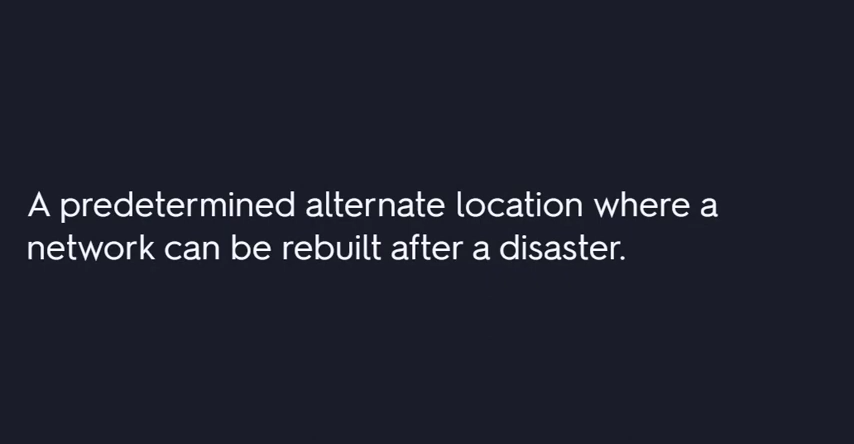 A predetermined alternate location where a
network can be rebuilt after a disaster.